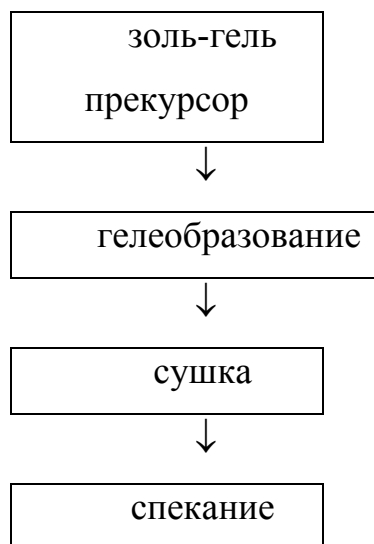 золь-гель
прекурсор
↓
гелеобразование
↓
сушка
↓
спекание